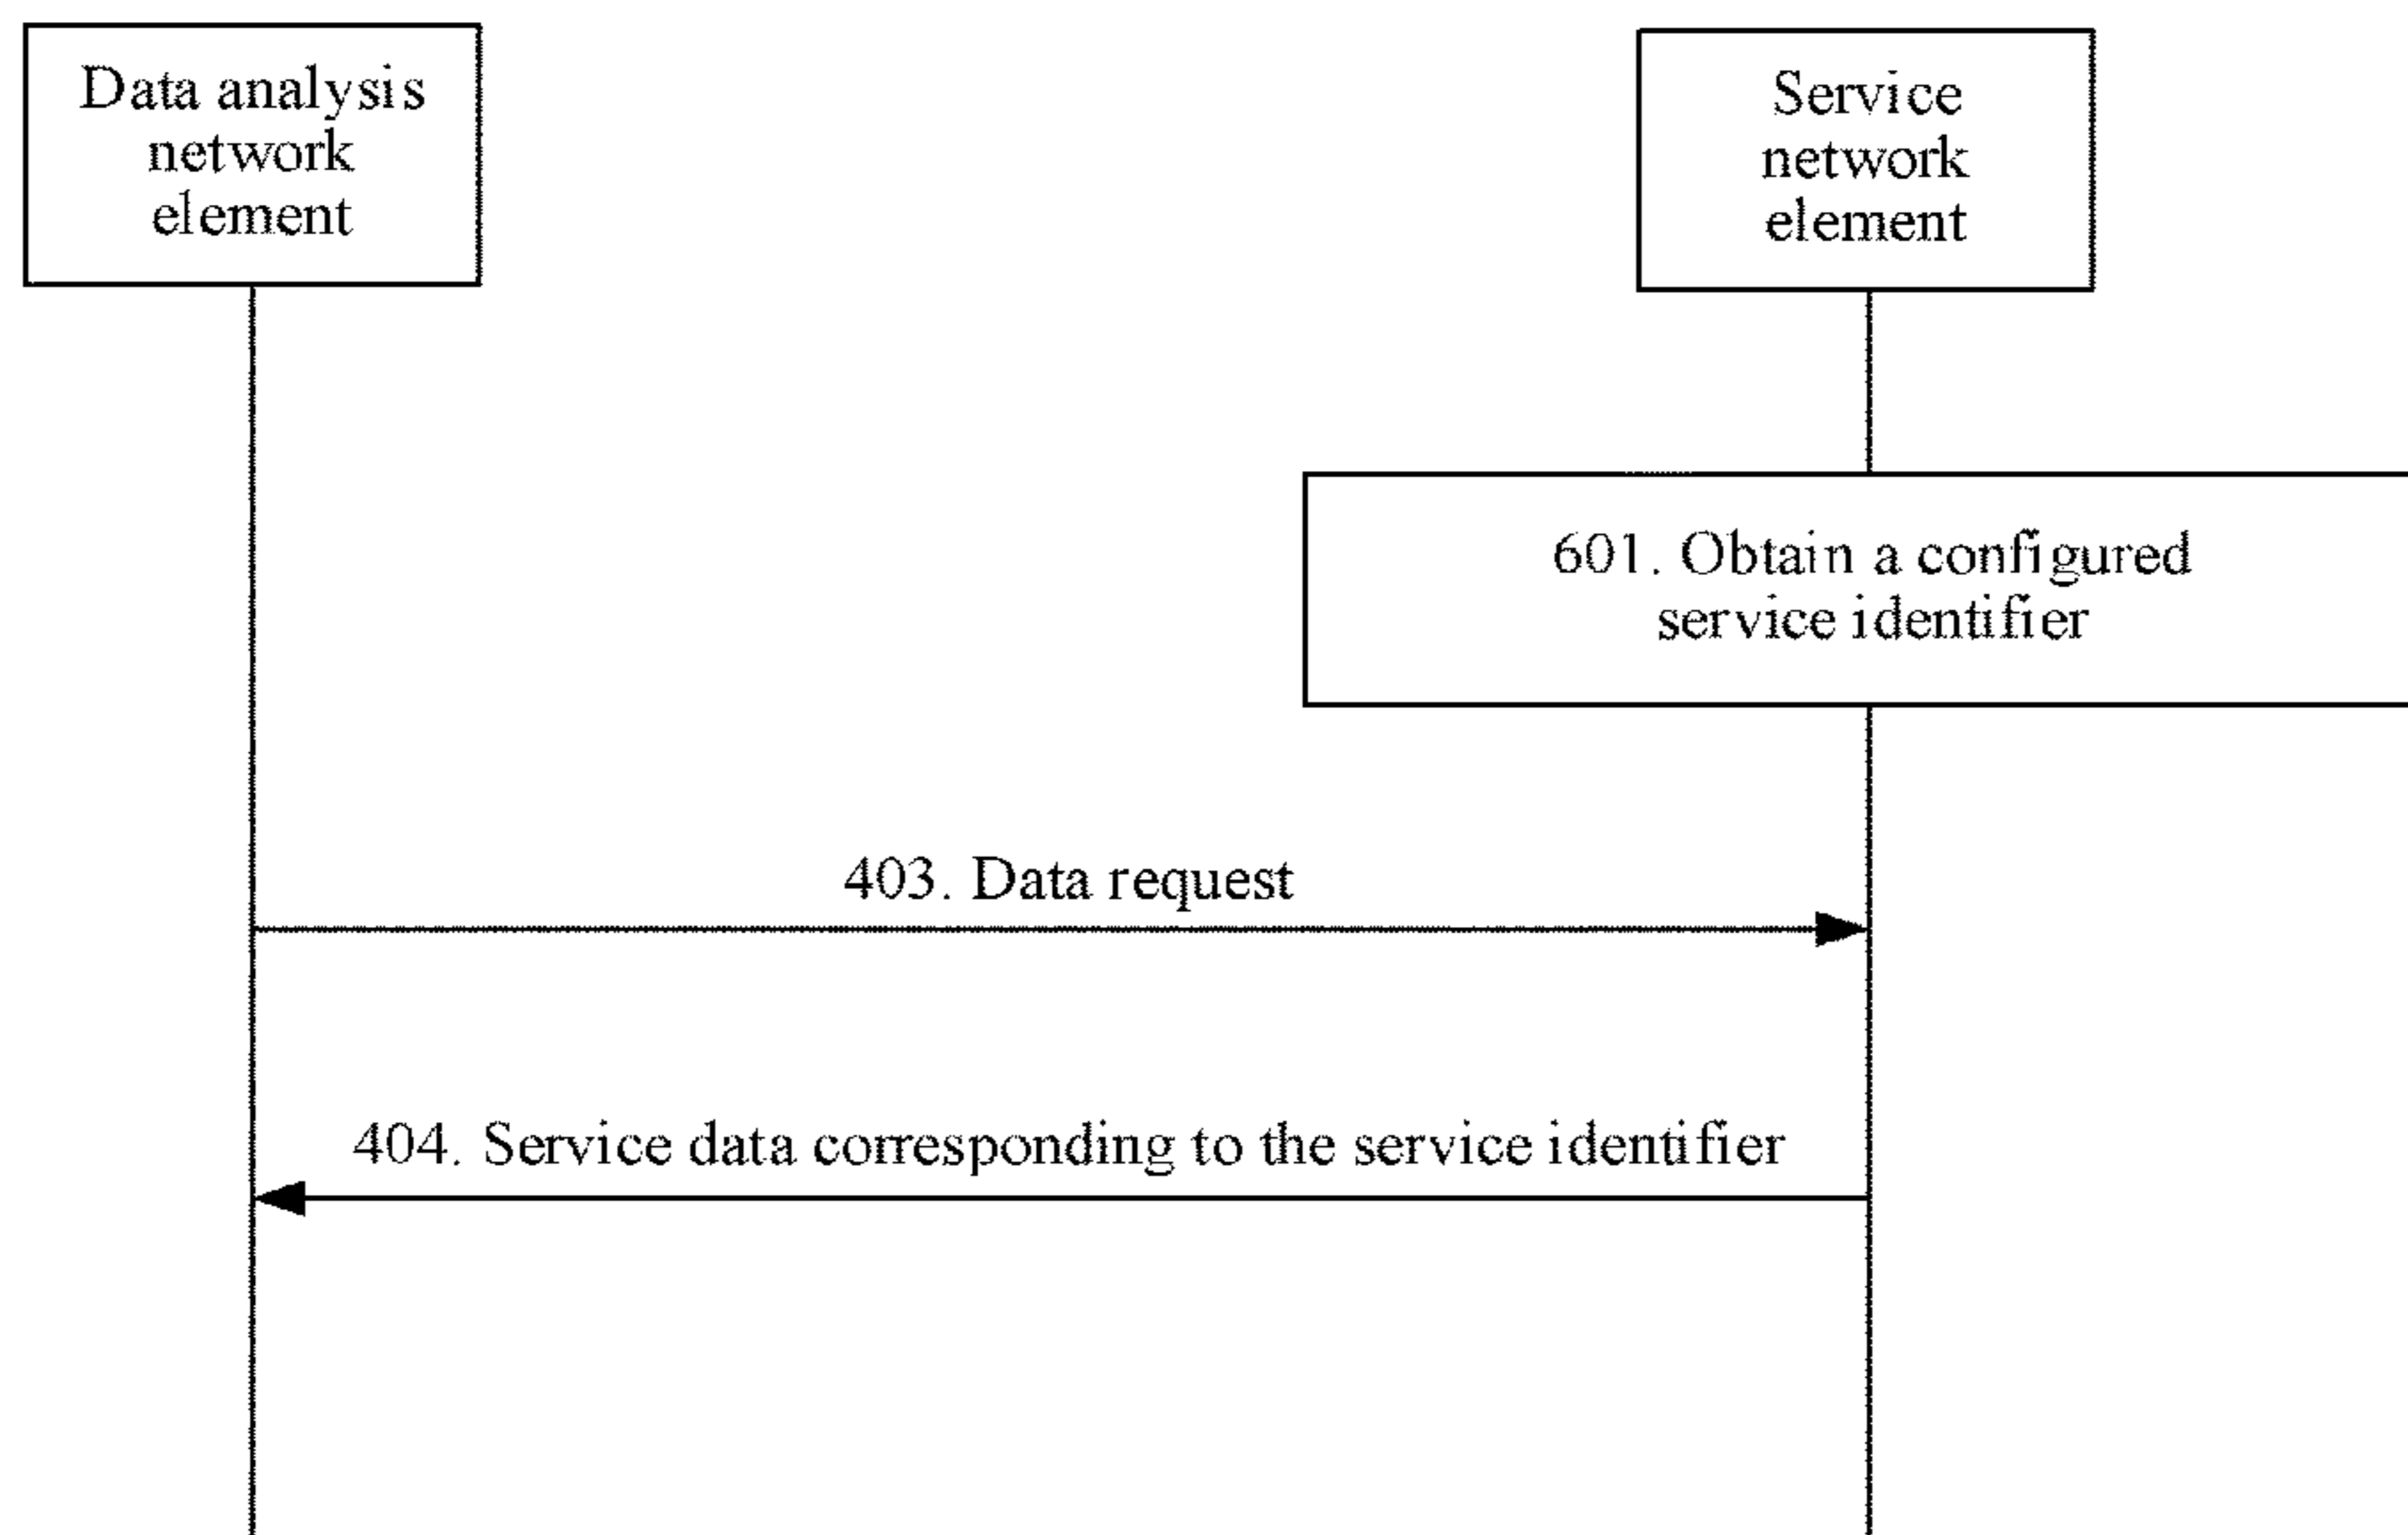 Data analysis
network
element
Service
network
element
601. Obtain a configured
service identifier
403. Data request
404. Service data corresponding to the service identifier